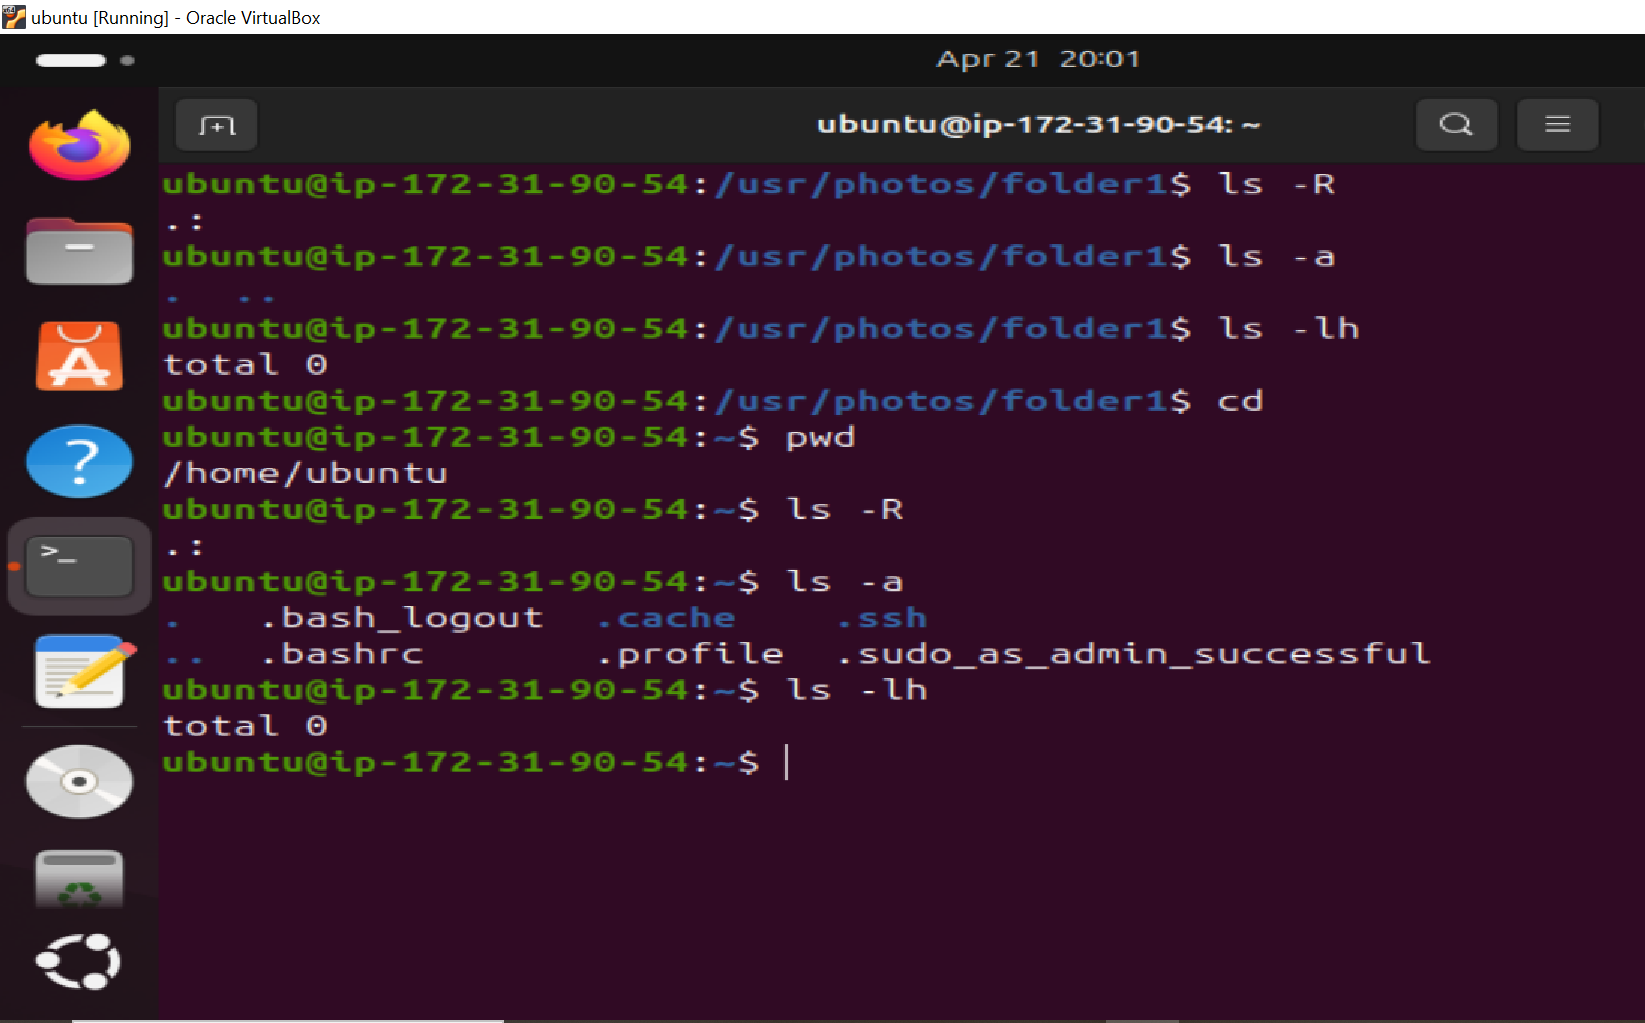 ubuntu [Running] - Oracle VirtualBox
Apr 21 20:01
ubuntu@ip-172-31-90-54: ~
ubuntu@ip-172-31-90-54:/usr/photos/folder1$ ls -R
.:
ubuntu@ip-172-31-90-54:/usr/photos/folder1$ ls -a
. ..
ubuntu@ip-172-31-90-54:/usr/photos/folder1$ ls -lh
total 0
ubuntu@ip-172-31-90-54:/usr/photos/folder1$ cd
ubuntu@ip-172-31-90-54:~$ pwd
/home/ubuntu
ubuntu@ip-172-31-90-54:~$ ls -R
.:
ubuntu@ip-172-31-90-54:~$ ls -a
. .bash_logout .cache .ssh
.. .bashrc .profile .sudo_as_admin_successful
ubuntu@ip-172-31-90-54:~$ ls -lh
total 0
ubuntu@ip-172-31-90-54:~$